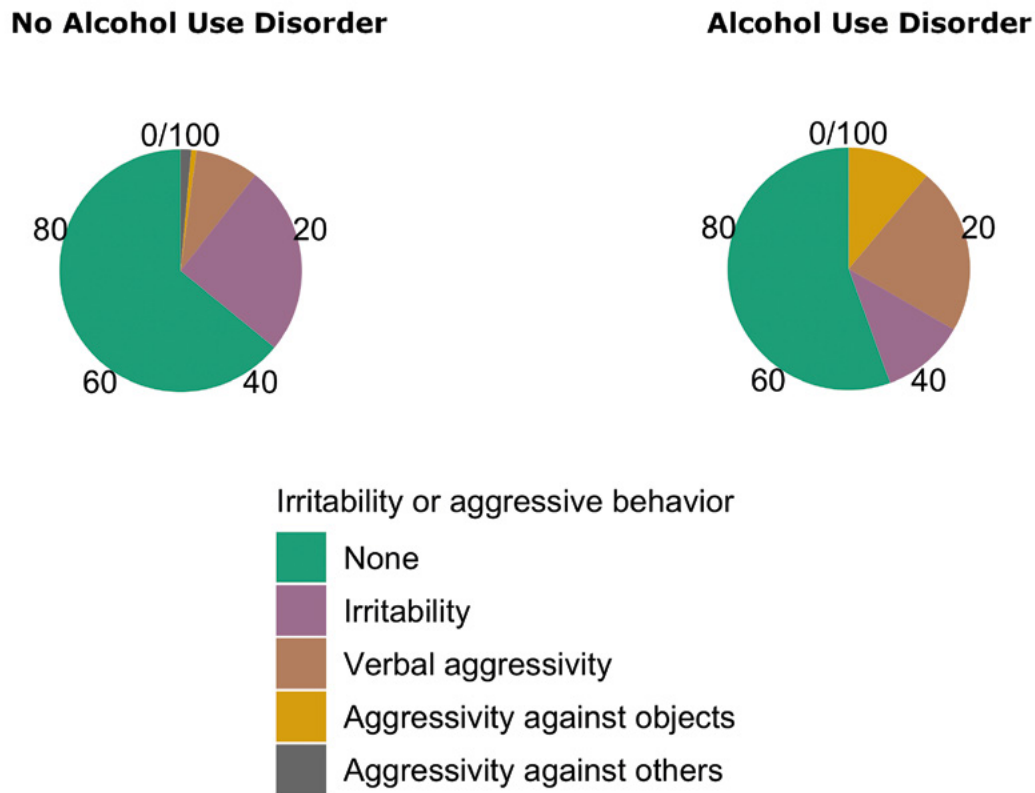 No Alcohol Use Disorder
Alcohol Use Disorder
0/100
20
40
60
80
0/100
20
40
60
80
Irritability or aggressive behavior
None
Irritability
Verbal aggressivity
Aggressivity against objects
Aggressivity against others